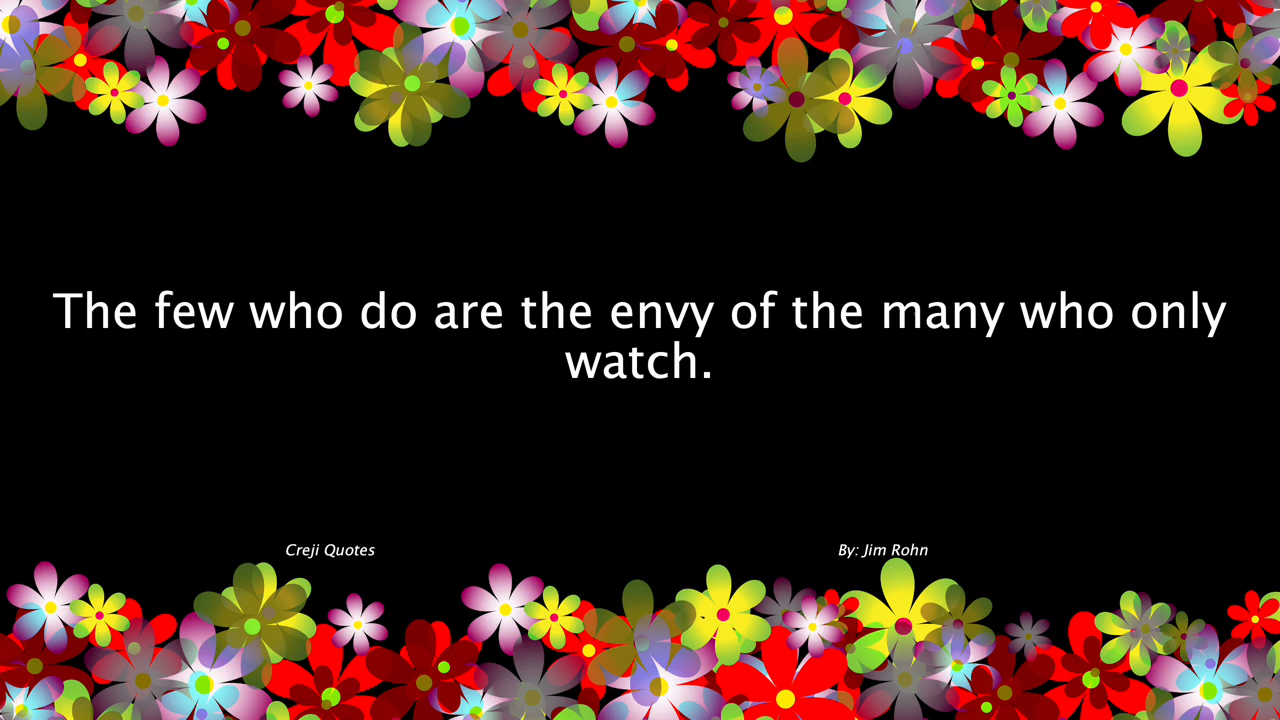 The few who do are the envy of the many who only
watch.
Creji Quotes
By: Jim Rohn